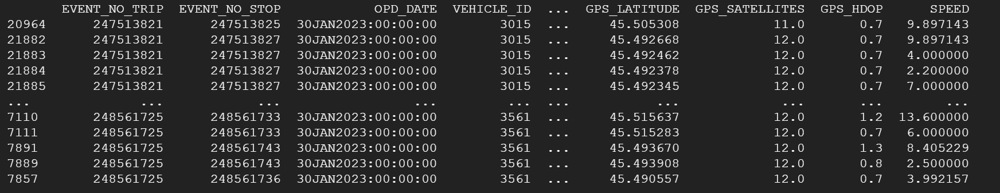 EVENT_NO_TRIP EVENT_NO_STOP OPD_DATE VEHICLE_ID ... GPS_LATITUDE GPS_SATELLITES GPS_HDOP SPEED
20964 247513821 247513825 30JAN2023:00:00:00 3015 ... 45.505308 11.0 0.7 9.897143
21882 247513821 247513827 30JAN2023:00:00:00 3015 ... 45.492668 12.0 0.7 9.897143
21883 247513821 247513827 30JAN2023:00:00:00 3015 ... 45.492462 12.0 0.7 4.000000
21884 247513821 247513827 30JAN2023:00:00:00 3015 ... 45.492378 12.0 0.7 2.200000
21885 247513821 247513827 30JAN2023:00:00:00 3015 ... 45.492345 12.0 0.7 7.000000
... ... ... ... ... ... ... ... ... ...
7110 248561725 248561733 30JAN2023:00:00:00 3561 ... 45.515637 12.0 1.2 13.600000
7111 248561725 248561733 30JAN2023:00:00:00 3561 ... 45.515283 12.0 0.7 6.000000
7891 248561725 248561743 30JAN2023:00:00:00 3561 ... 45.493670 12.0 1.3 8.405229
7889 248561725 248561743 30JAN2023:00:00:00 3561 ... 45.493908 12.0 0.8 2.500000
7857 248561725 248561736 30JAN2023:00:00:00 3561 ... 45.490557 12.0 0.7 3.992157